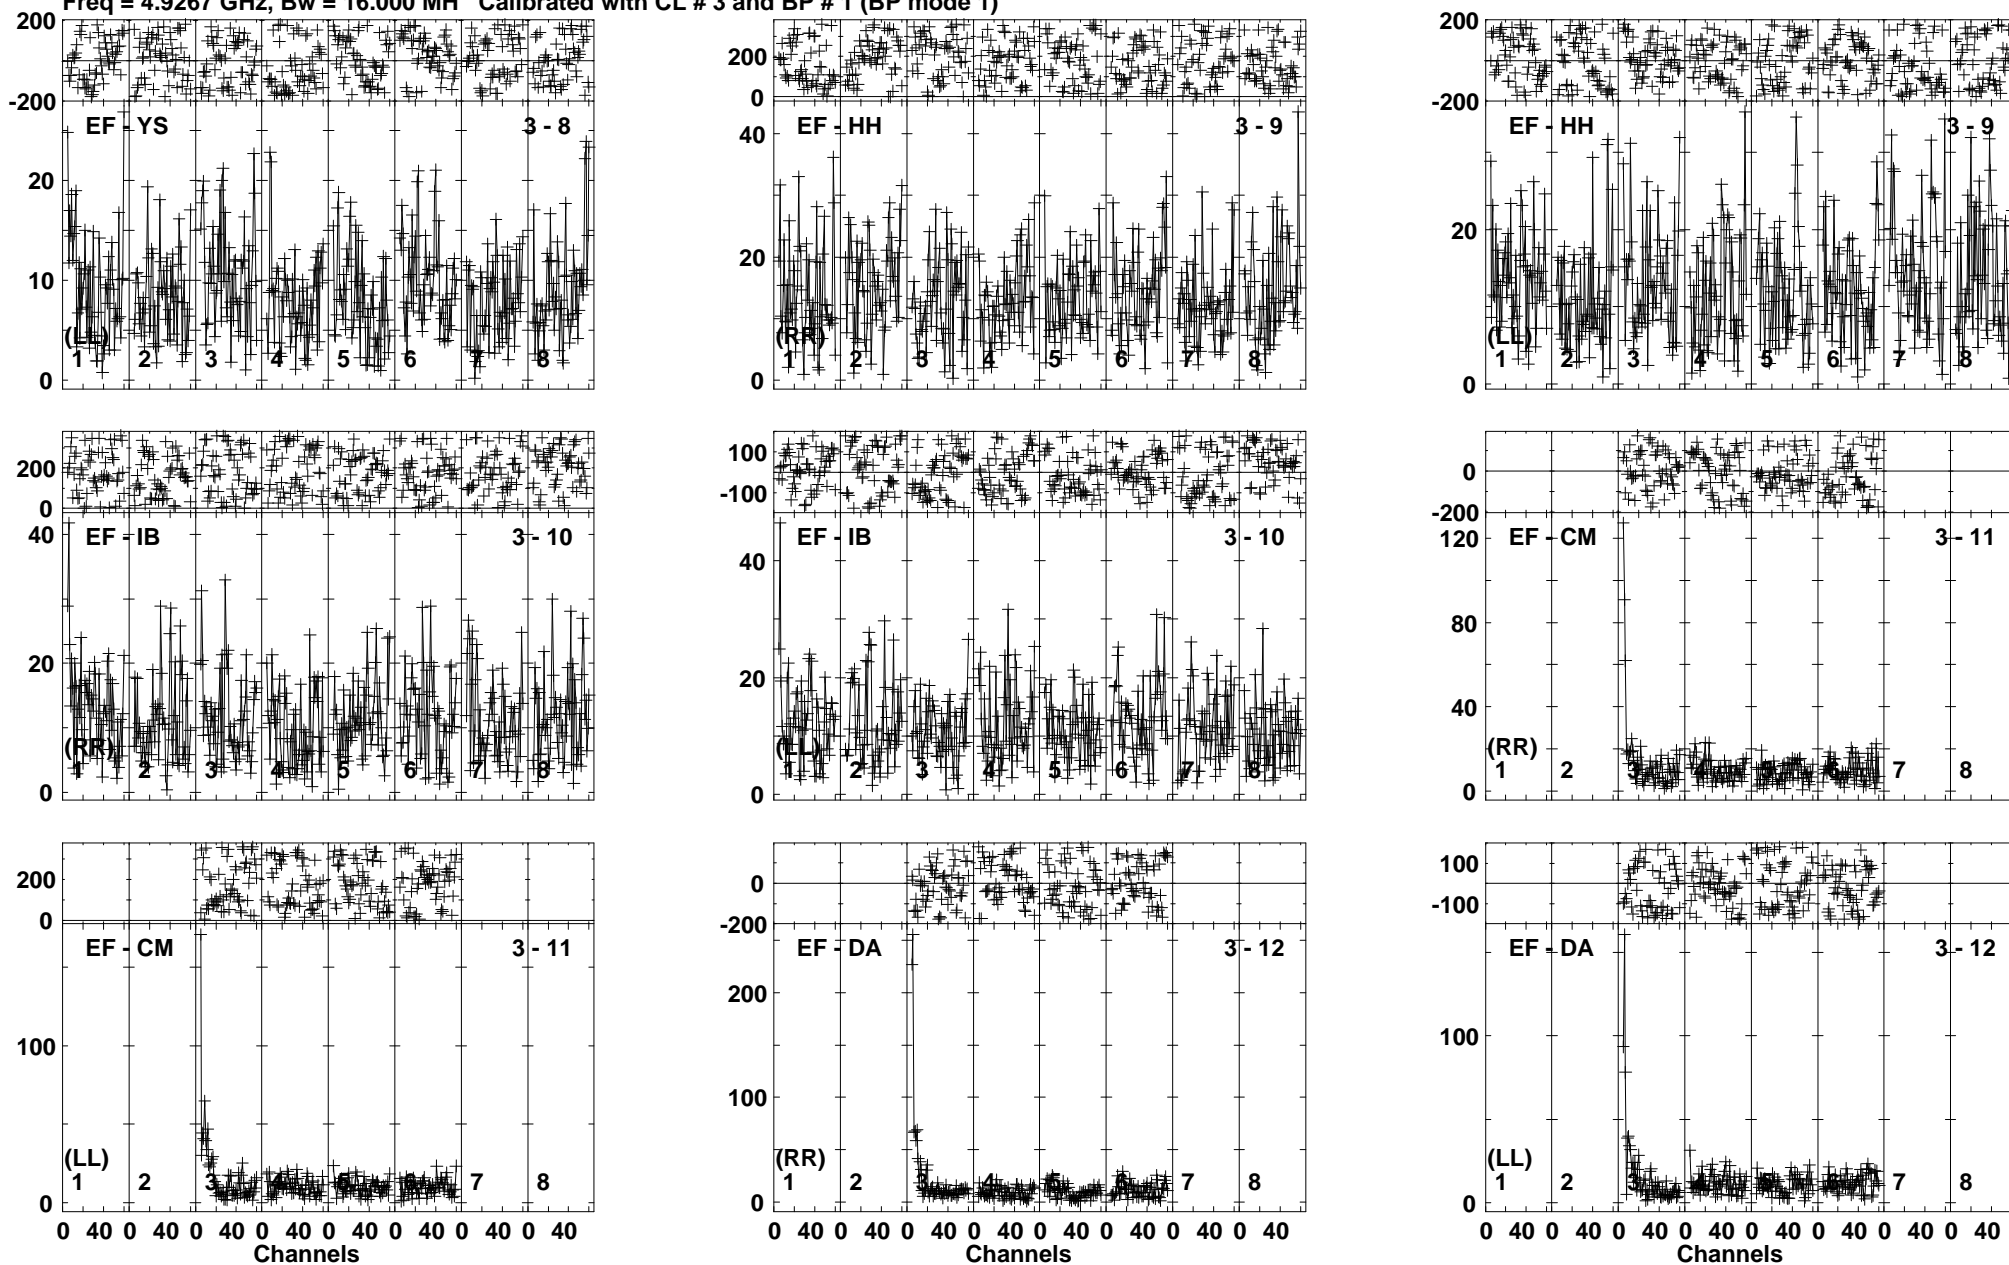 Freq = 4.9267 GHz, Bw = 16.000 MH Calibrated with CL # 3 and BP # 1 (BP mode 1)
200 200 200
0
-200 -200
EF - YS 3 - 8 EF - HH 3 - 9 EF - HH 3 - 9
40
20 20 20
10
(LL) (RR) (LL)
1 2 3 4 5 6 7 8 1 2 3 4 5 6 7 8 1 2 3 4 5 6 7 8
0 0 0
200 100 0
0 -100 -200
EF - IB 3 - 10 EF - IB 3 - 10 EF - CM 3 - 11
40 40 120
80
20 20 40
(RR) (LL) (RR)
1 2 3 4 5 6 7 8 1 2 3 4 5 6 7 8 1 2 3 4 5 6 7 8
0 0 0
200 0 100
0 -200 -100
EF - CM 3 - 11 EF - DA 3 - 12 EF - DA 3 - 12
200
100 100 100
(LL) (RR) (LL)
1 2 3 4 5 6 7 8 1 2 3 4 5 6 7 8 1 2 3 4 5 6 7 8
0 0 0
0 40 0 40 0 40 0 40 0 40 0 40 0 40 0 40 0 40 0 40 0 40 0 40 0 40 0 40 0 40 0 40 0 40 0 40 0 40 0 40 0 40 0 40 0 40 0 40
Channels Channels